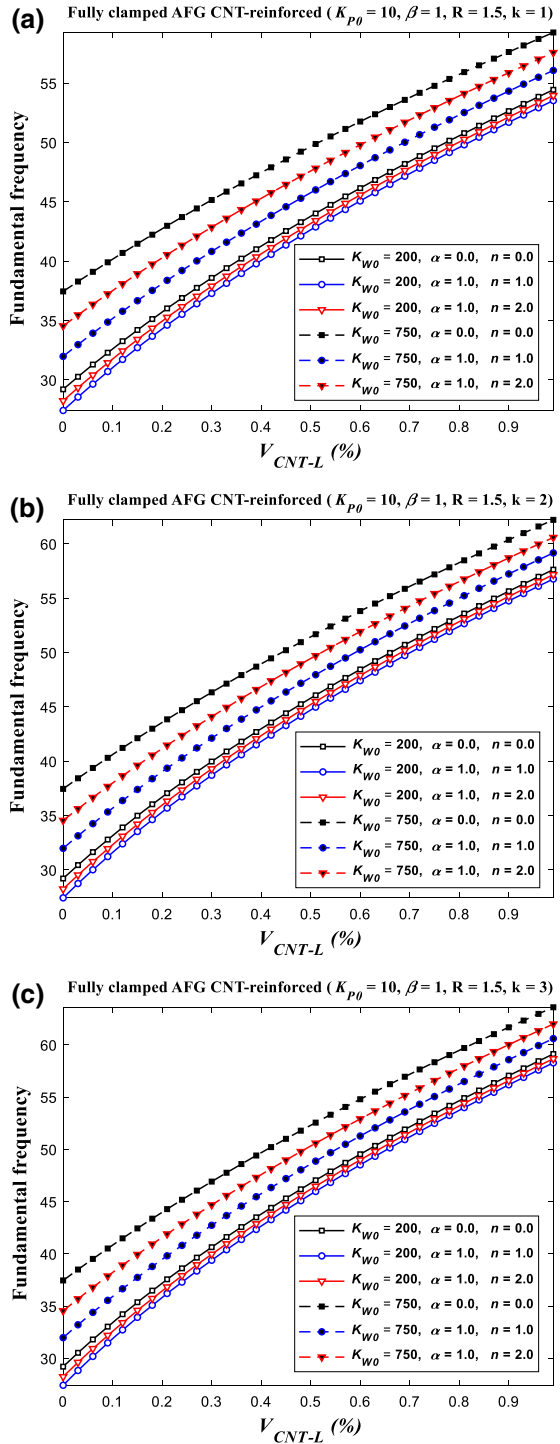 (a)
Fully clamped AFG CNT-reinforced ( K_P0 = 10, β = 1, R = 1.5, k = 1)
Fundamental frequency
55
50
45
40
35
30
K_W0 = 200, α = 0.0, n = 0.0
K_W0 = 200, α = 1.0, n = 1.0
K_W0 = 200, α = 1.0, n = 2.0
K_W0 = 750, α = 0.0, n = 0.0
K_W0 = 750, α = 1.0, n = 1.0
K_W0 = 750, α = 1.0, n = 2.0
0 0.1 0.2 0.3 0.4 0.5 0.6 0.7 0.8 0.9
V_CNT-L (%)
(b)
Fully clamped AFG CNT-reinforced ( K_P0 = 10, β = 1, R = 1.5, k = 2)
Fundamental frequency
60
55
50
45
40
35
30
K_W0 = 200, α = 0.0, n = 0.0
K_W0 = 200, α = 1.0, n = 1.0
K_W0 = 200, α = 1.0, n = 2.0
K_W0 = 750, α = 0.0, n = 0.0
K_W0 = 750, α = 1.0, n = 1.0
K_W0 = 750, α = 1.0, n = 2.0
0 0.1 0.2 0.3 0.4 0.5 0.6 0.7 0.8 0.9
V_CNT-L (%)
(c)
Fully clamped AFG CNT-reinforced ( K_P0 = 10, β = 1, R = 1.5, k = 3)
Fundamental frequency
60
55
50
45
40
35
30
K_W0 = 200, α = 0.0, n = 0.0
K_W0 = 200, α = 1.0, n = 1.0
K_W0 = 200, α = 1.0, n = 2.0
K_W0 = 750, α = 0.0, n = 0.0
K_W0 = 750, α = 1.0, n = 1.0
K_W0 = 750, α = 1.0, n = 2.0
0 0.1 0.2 0.3 0.4 0.5 0.6 0.7 0.8 0.9
V_CNT-L (%)